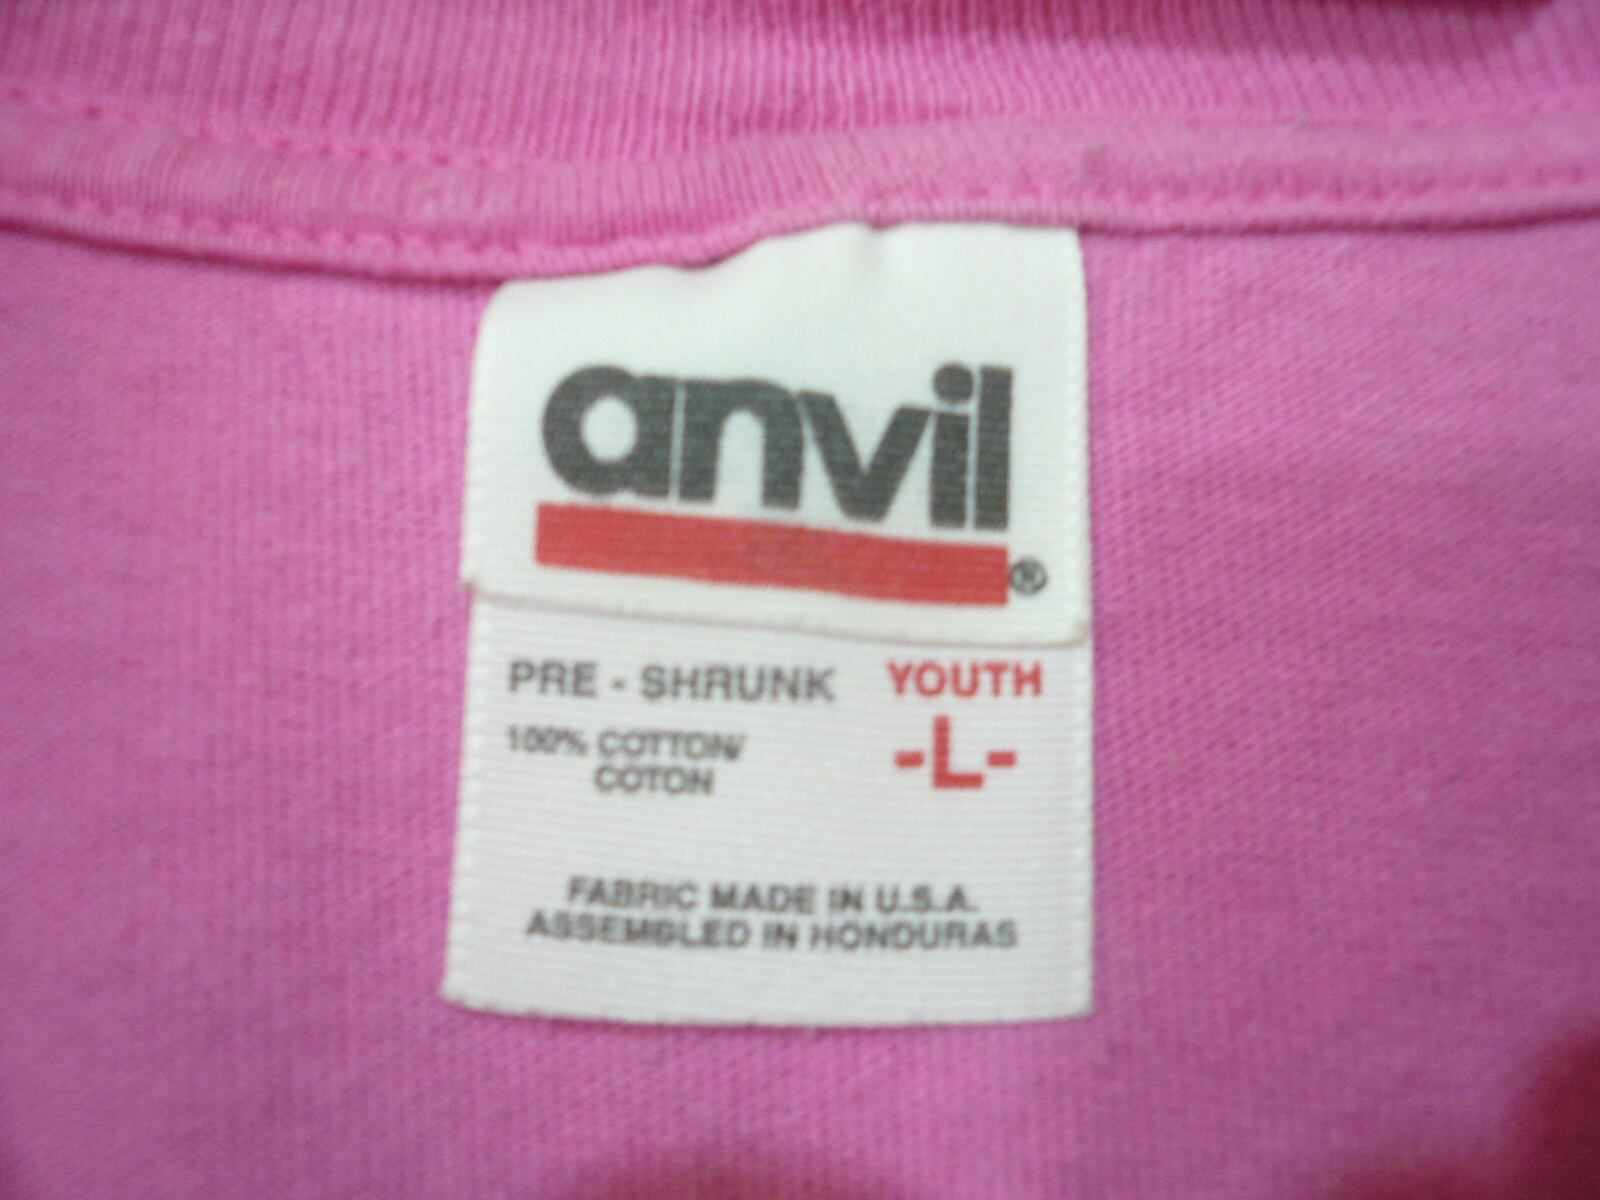 anvil
®
PRE - SHRUNK YOUTH
100% COTTON/ -L-
COTON
FABRIC MADE IN U.S.A.
ASSEMBLED IN HONDURAS